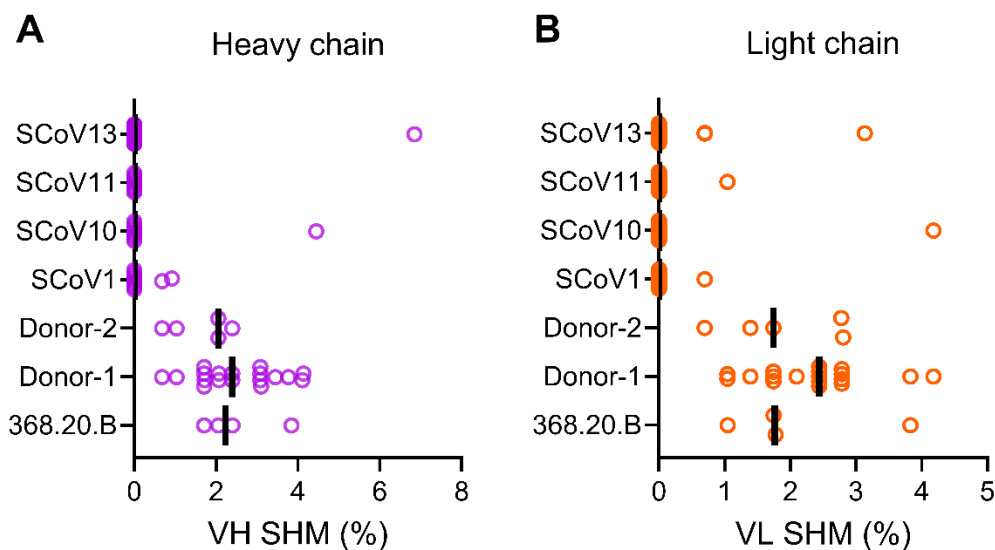 A
Heavy chain
SCoV13
SCoV11
SCoV10
SCoV1
Donor-2
Donor-1
368.20.B
0 2 4 6 8
VH SHM (%)
B
Light chain
SCoV13
SCoV11
SCoV10
SCoV1
Donor-2
Donor-1
368.20.B
0 1 2 3 4 5
VL SHM (%)